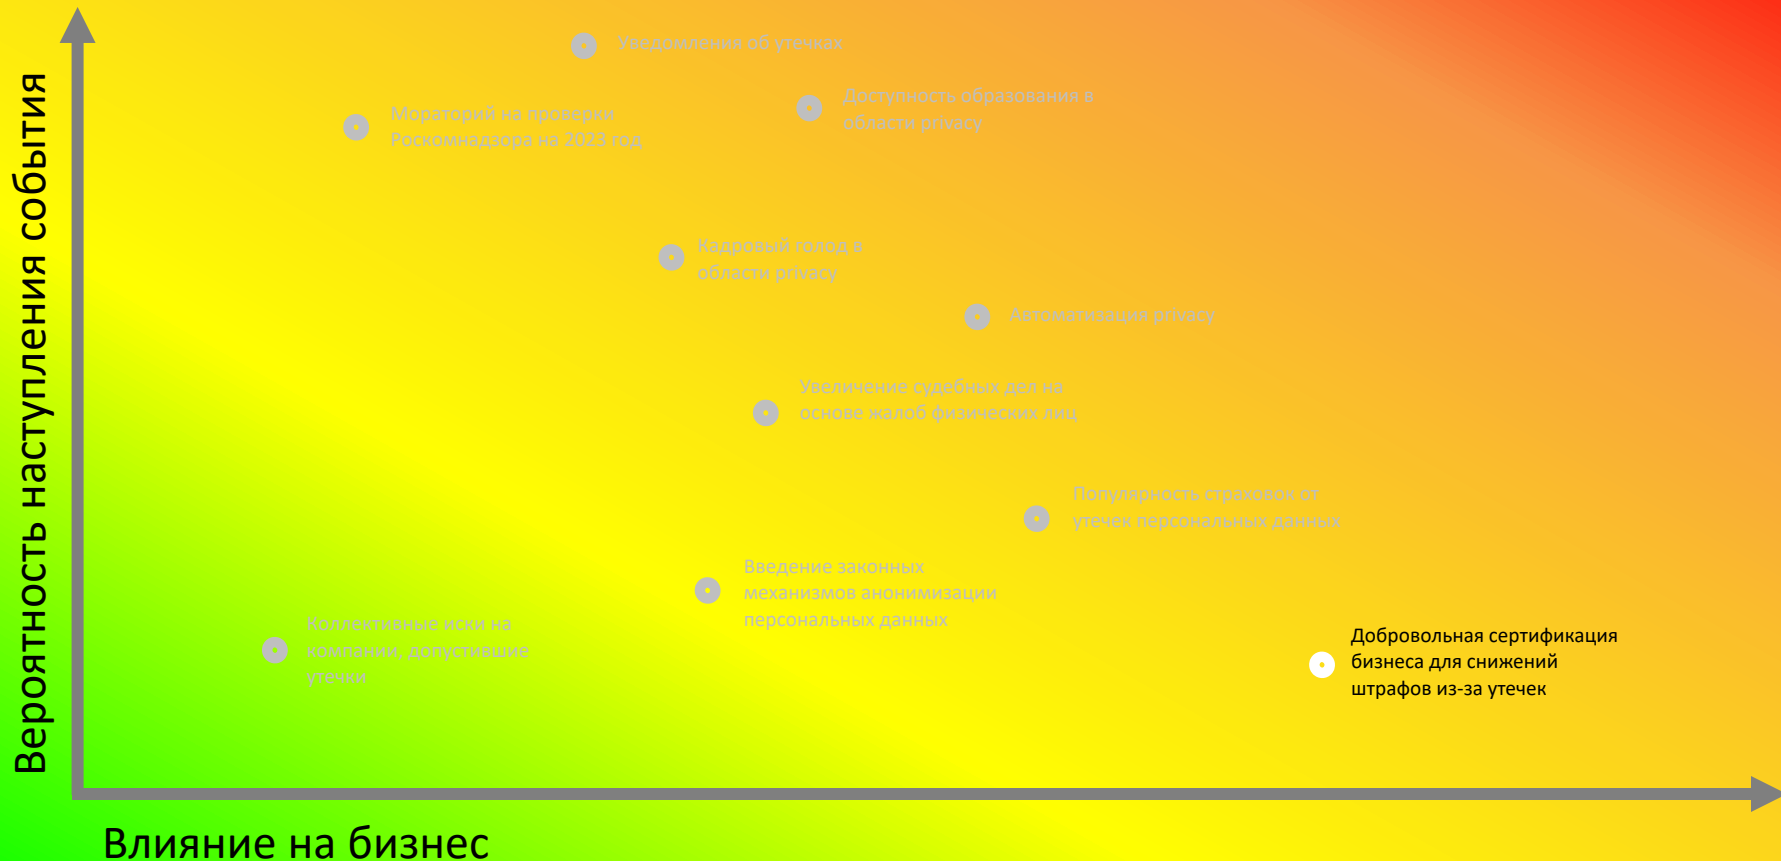 Вероятность наступления события
Уведомления об утечках
Доступность образования в
области privacy
Мораторий на проверки
Роскомнадзора на 2023 год
Кадровый голод в
области privacy
Автоматизация privacy
Увеличение судебных дел на
основе жалоб физических лиц
Популярность страховок от
утечек персональных данных
Введение законных
механизмов анонимизации
персональных данных
Коллективные иски на
компании, допустившие
утечки
Добровольная сертификация
бизнеса для снижений
штрафов из-за утечек
Влияние на бизнес